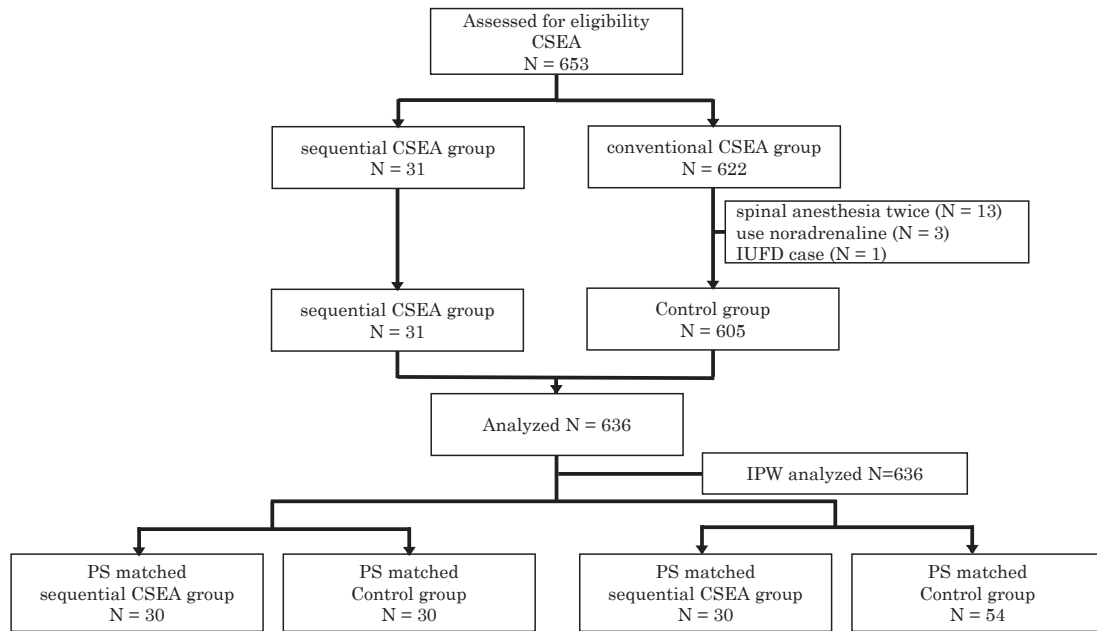 Assessed for eligibility
CSEA
N = 653
sequential CSEA group
N = 31
conventional CSEA group
N = 622
spinal anesthesia twice (N = 13)
use noradrenaline (N = 3)
IUFD case (N = 1)
sequential CSEA group
N = 31
Control group
N = 605
Analyzed N = 636
IPW analyzed N=636
PS matched
sequential CSEA group
N = 30
PS matched
Control group
N = 30
PS matched
sequential CSEA group
N = 30
PS matched
Control group
N = 54